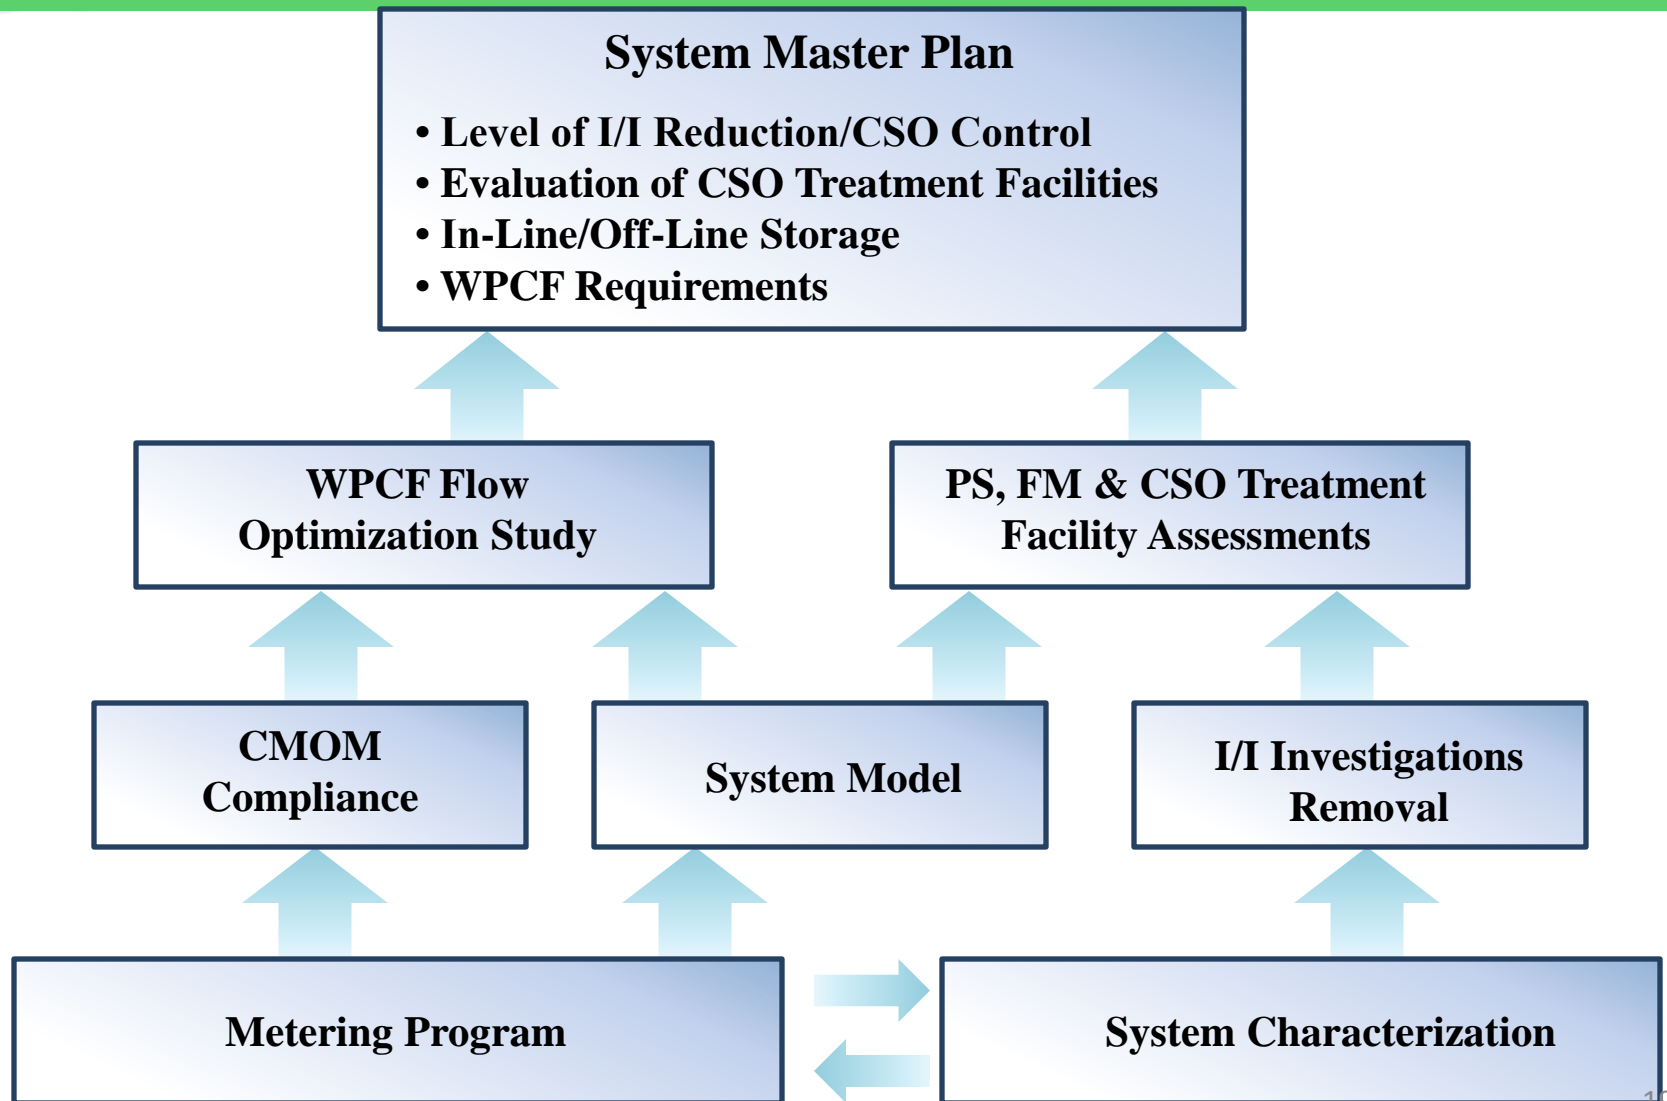 System Master Plan
• Level of I/I Reduction/CSO Control
• Evaluation of CSO Treatment Facilities
• In-Line/Off-Line Storage
• WPCF Requirements
WPCF Flow
Optimization Study
PS, FM & CSO Treatment
Facility Assessments
CMOM
Compliance
System Model
I/I Investigations
Removal
Metering Program
System Characterization